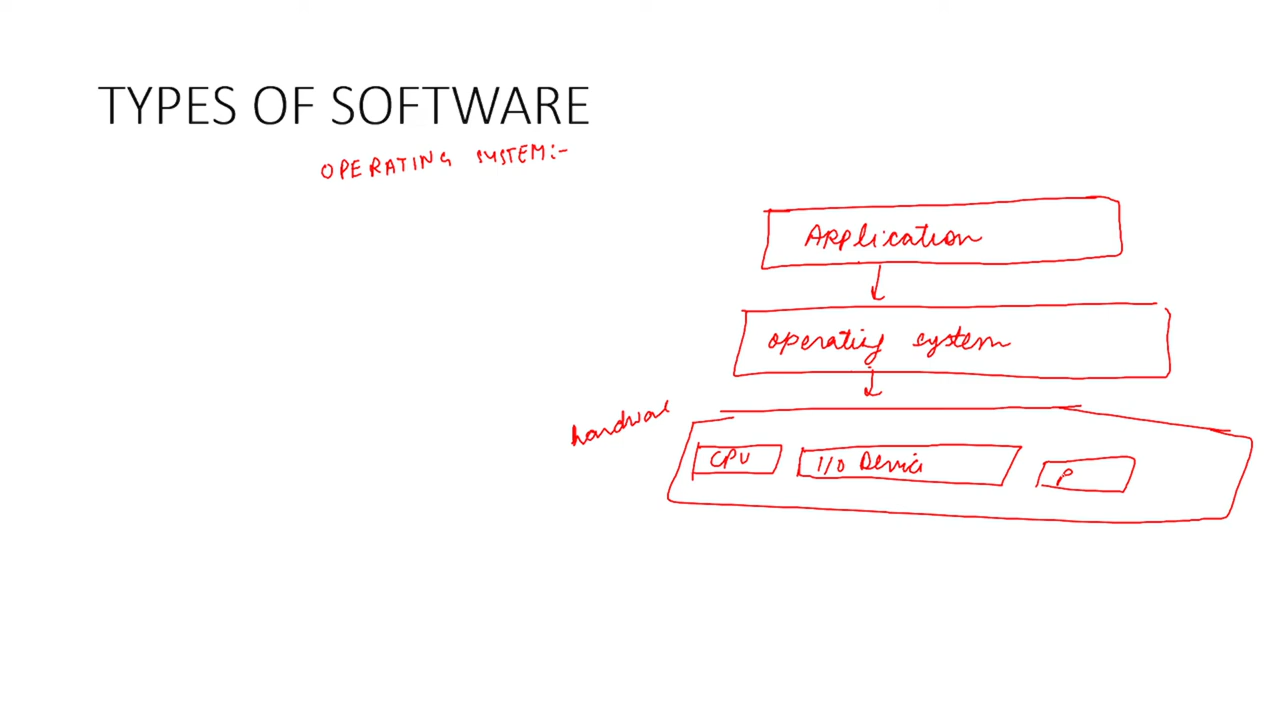 TYPES OF SOFTWARE
OPERATING SYSTEM:-
Application
operating system
hardware
CPU
I/O Device
P